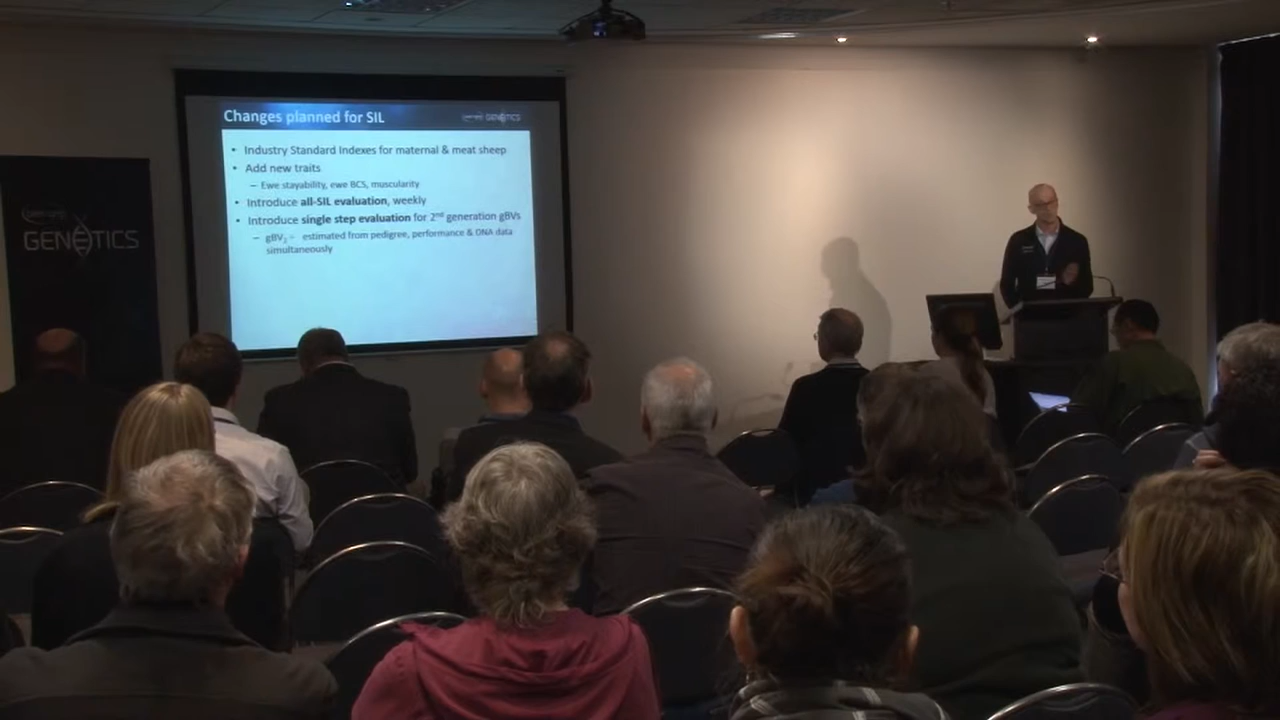 Changes planned for SIL
GENETICS
• Industry Standard Indexes for maternal & meat sheep
• Add new traits
– Ewe stayability, ewe BCS, muscularity
• Introduce all-SIL evaluation, weekly
• Introduce single step evaluation for 2nd generation gBVs
– gBV2 – estimated from pedigree, performance & DNA data
simultaneously
GENETICS